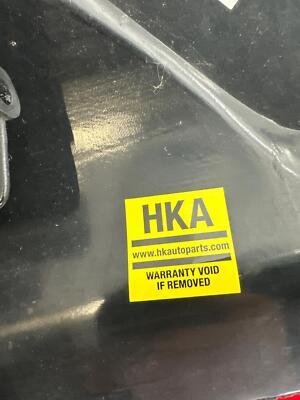 HKA
www.hkautoparts.com
WARRANTY VOID
IF REMOVED